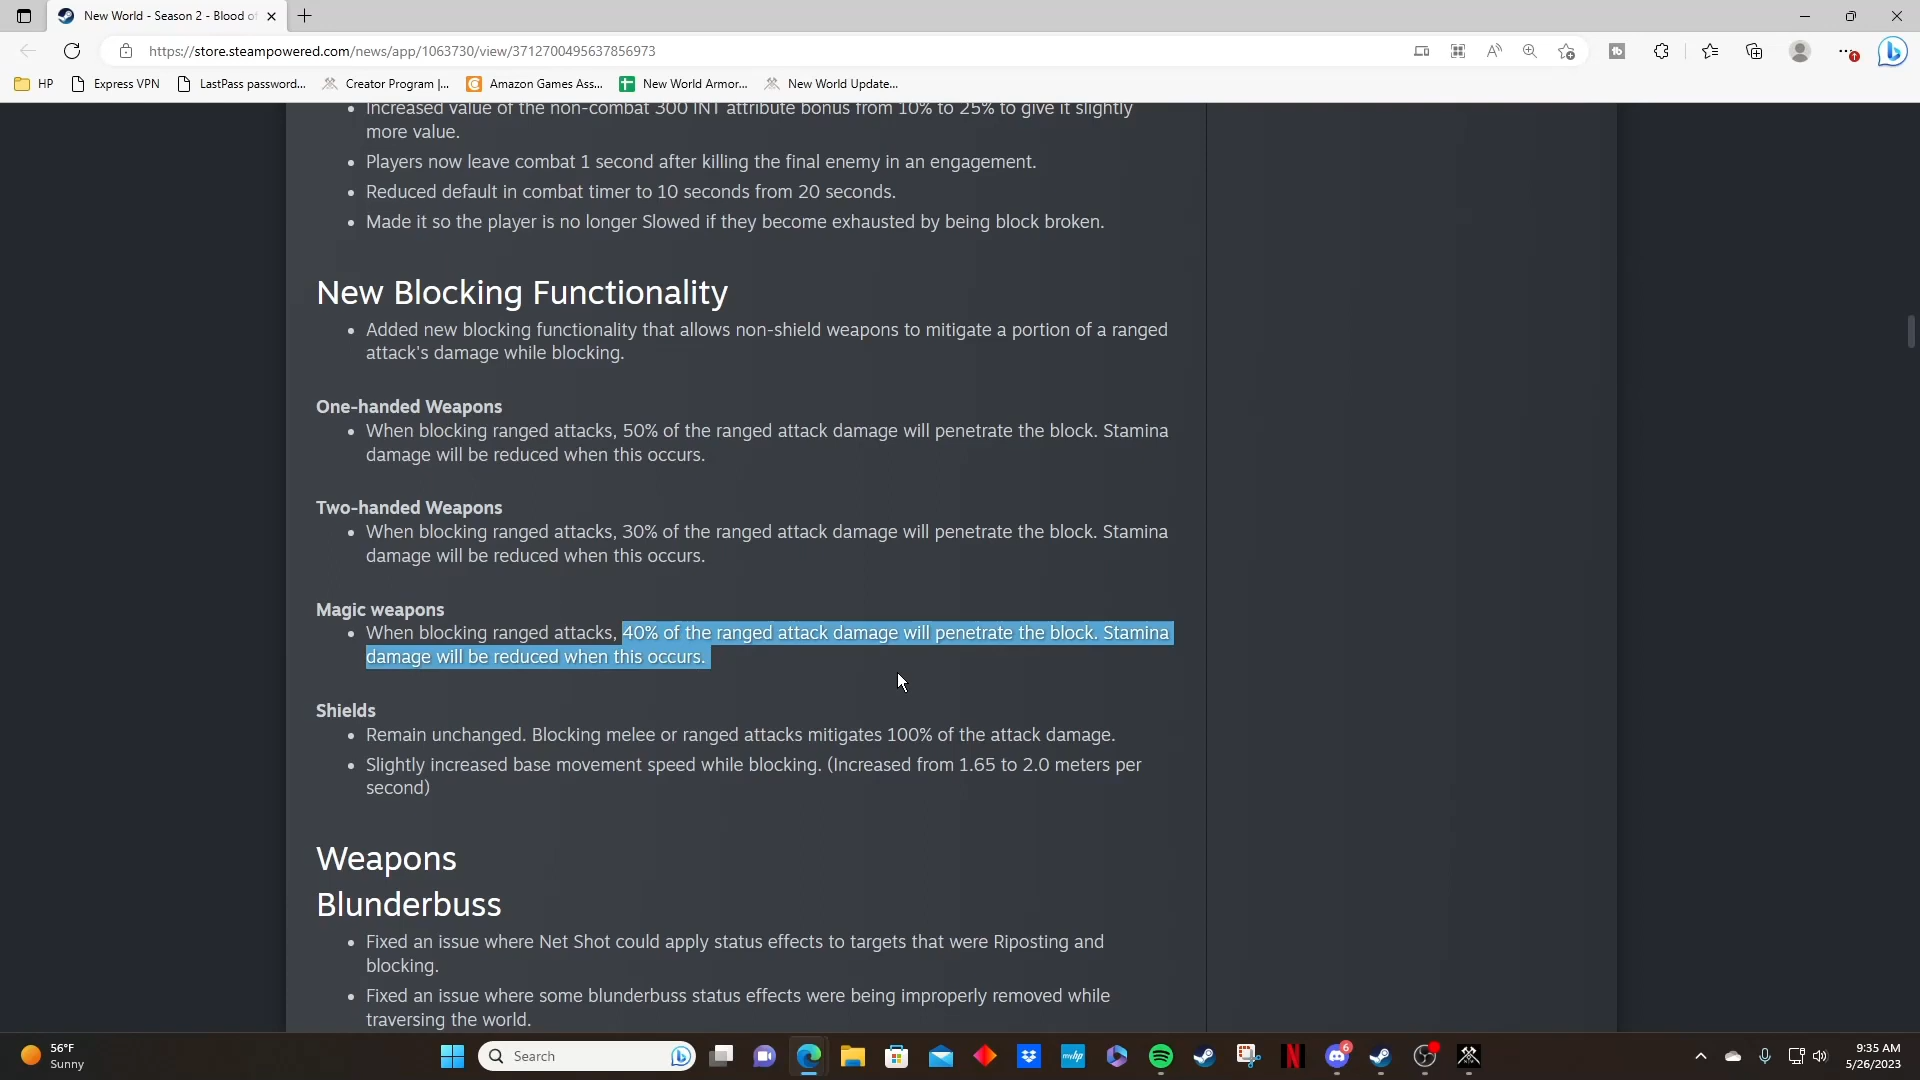 New World - Season 2 - Blood of
https://store.steampowered.com/news/app/1063730/view/3712700495637856973
HP
Express VPN
LastPass password...
Creator Program |...
Amazon Games Ass...
New World Armor...
New World Update...
Increased value of the non-combat 300 INT attribute bonus from 10% to 25% to give it slightly
more value.
Players now leave combat 1 second after killing the final enemy in an engagement.
Reduced default in combat timer to 10 seconds from 20 seconds.
Made it so the player is no longer Slowed if they become exhausted by being block broken.
New Blocking Functionality
Added new blocking functionality that allows non-shield weapons to mitigate a portion of a ranged
attack's damage while blocking.
One-handed Weapons
When blocking ranged attacks, 50% of the ranged attack damage will penetrate the block. Stamina
damage will be reduced when this occurs.
Two-handed Weapons
When blocking ranged attacks, 30% of the ranged attack damage will penetrate the block. Stamina
damage will be reduced when this occurs.
Magic weapons
When blocking ranged attacks, 40% of the ranged attack damage will penetrate the block. Stamina
damage will be reduced when this occurs.
Shields
Remain unchanged. Blocking melee or ranged attacks mitigates 100% of the attack damage.
Slightly increased base movement speed while blocking. (Increased from 1.65 to 2.0 meters per
second)
Weapons
Blunderbuss
Fixed an issue where Net Shot could apply status effects to targets that were Riposting and
blocking.
Fixed an issue where some blunderbuss status effects were being improperly removed while
traversing the world.
56°F
Sunny
Search
myhp
6
9:35 AM
5/26/2023